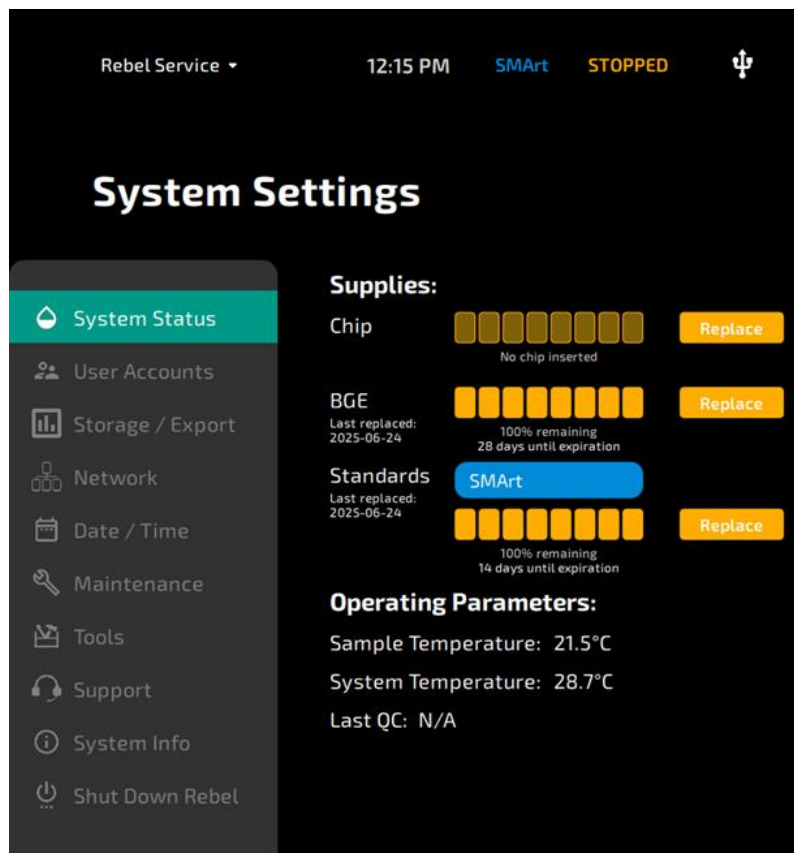 Rebel Service
12:15 PM
SMArt
STOPPED
System Settings
System Status
User Accounts
Storage / Export
Network
Date / Time
Maintenance
Tools
Support
System Info
Shut Down Rebel
Supplies:
Chip
No chip inserted
Replace
BGE
Last replaced:
2025-06-24
100% remaining
28 days until expiration
Replace
Standards
Last replaced:
2025-06-24
SMArt
100% remaining
14 days until expiration
Replace
Operating Parameters:
Sample Temperature: 21.5°C
System Temperature: 28.7°C
Last QC: N/A